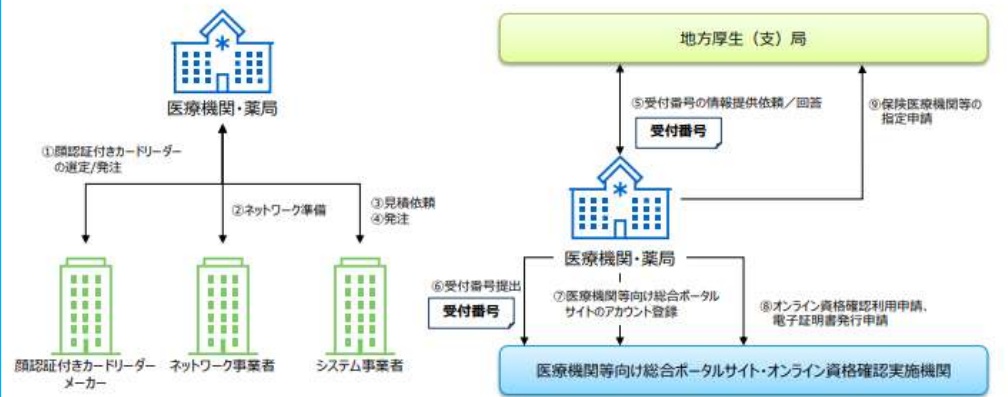 医療機関・薬局
①顔認証付きカードリーダー
の選定/発注
②ネットワーク準備
③見積依頼
④発注
顔認証付きカードリーダー
メーカー
ネットワーク事業者
システム事業者
地方厚生（支）局
⑤受付番号の情報提供依頼／回答
受付番号
⑨保険医療機関等の
指定申請
医療機関・薬局
⑥受付番号提出
受付番号
⑦医療機関等向け総合ポータル
サイトのアカウント登録
⑧オンライン資格確認利用申請、
電子証明書発行申請
医療機関等向け総合ポータルサイト・オンライン資格確認実施機関